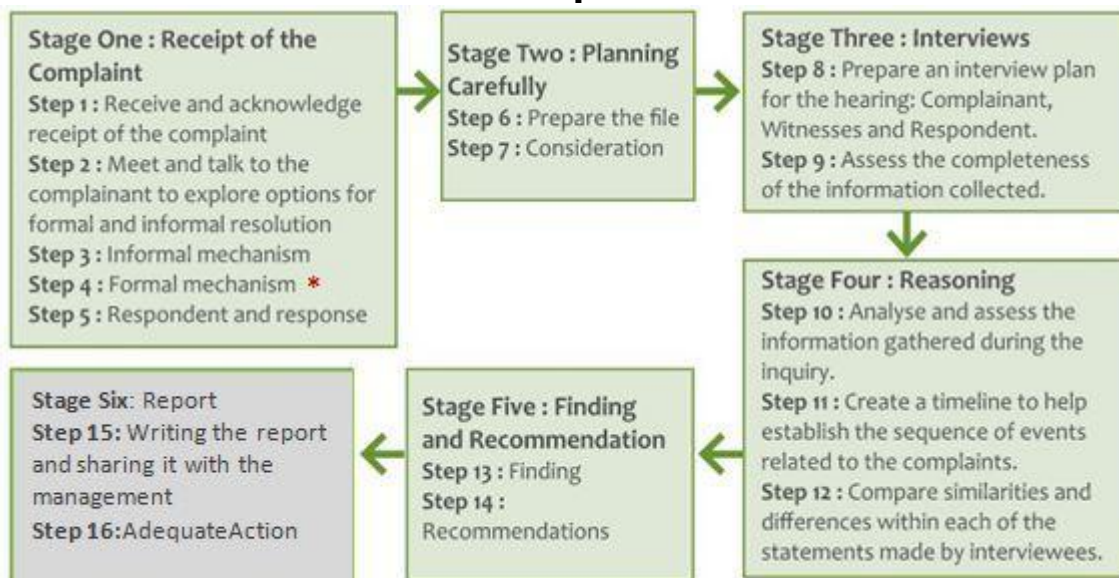 Stage One : Receipt of the
Complaint
Step 1 : Receive and acknowledge
receipt of the complaint
Step 2 : Meet and talk to the
complainant to explore options for
formal and informal resolution
Step 3 : Informal mechanism
Step 4 : Formal mechanism *
Step 5 : Respondent and response
Stage Two : Planning
Carefully
Step 6 : Prepare the file
Step 7 : Consideration
Stage Three : Interviews
Step 8 : Prepare an interview plan
for the hearing: Complainant,
Witnesses and Respondent.
Step 9 : Assess the completeness
of the information collected.
Stage Four : Reasoning
Step 10 : Analyse and assess the
information gathered during the
inquiry.
Step 11 : Create a timeline to help
establish the sequence of events
related to the complaints.
Step 12 : Compare similarities and
differences within each of the
statements made by interviewees.
Stage Five : Finding
and Recommendation
Step 13 : Finding
Step 14 :
Recommendations
Stage Six: Report
Step 15: Writing the report
and sharing it with the
management
Step 16:AdequateAction